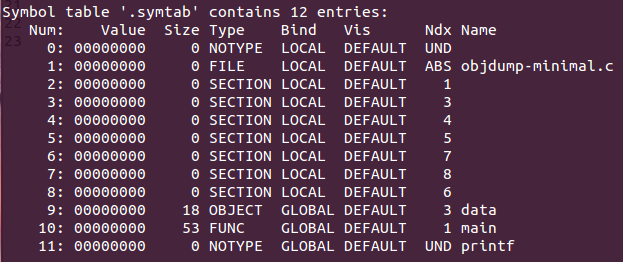 Symbol table '.symtab' contains 12 entries:
Num: Value Size Type Bind Vis Ndx Name
0: 00000000 0 NOTYPE LOCAL DEFAULT UND
1: 00000000 0 FILE LOCAL DEFAULT ABS objdump-minimal.c
2: 00000000 0 SECTION LOCAL DEFAULT 1
3: 00000000 0 SECTION LOCAL DEFAULT 3
4: 00000000 0 SECTION LOCAL DEFAULT 4
5: 00000000 0 SECTION LOCAL DEFAULT 5
6: 00000000 0 SECTION LOCAL DEFAULT 7
7: 00000000 0 SECTION LOCAL DEFAULT 8
8: 00000000 0 SECTION LOCAL DEFAULT 6
9: 00000000 18 OBJECT GLOBAL DEFAULT 3 data
10: 00000000 53 FUNC GLOBAL DEFAULT 1 main
11: 00000000 0 NOTYPE GLOBAL DEFAULT UND printf